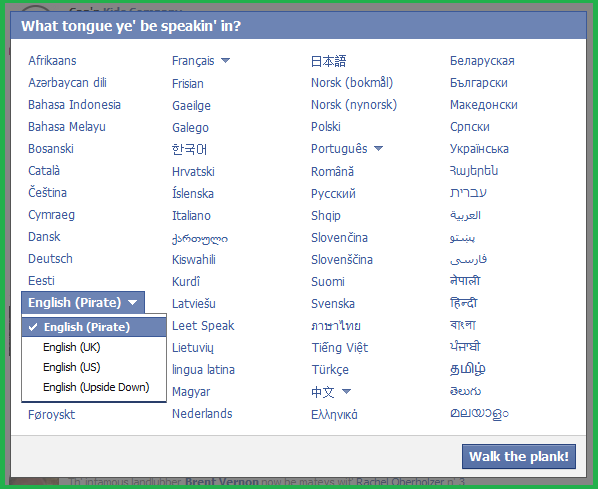 What tongue ye' be speakin' in?
Afrikaans
Azərbaycan dili
Bahasa Indonesia
Bahasa Melayu
Bosanski
Català
Čeština
Cymraeg
Dansk
Deutsch
Eesti
English (Pirate)
English (Pirate)
English (UK)
English (US)
English (Upside Down)
Føroyskt
Français
Frisian
Gaeilge
Galego
한국어
Hrvatski
Íslenska
Italiano
ქართული
Kiswahili
Kurdî
Latviešu
Leet Speak
Lietuvių
lingua latina
Magyar
Nederlands
日本語
Norsk (bokmål)
Norsk (nynorsk)
Polski
Português
Română
Русский
Shqip
Slovenčina
Slovenščina
Suomi
Svenska
ภาษาไทย
Tiếng Việt
Türkçe
中文
Ελληνικά
Беларуская
Български
Македонски
Српски
Українська
Հայերեն
עברית
العربية
پښتو
فارسی
नेपाली
हिन्दी
বাংলা
ਪੰਜਾਬੀ
தமிழ்
తెలుగు
മലയാളം
Walk the plank!
Th' infamous landlubber Brent Vernon now be mateys wit' Rachel Oberholzer n' 3